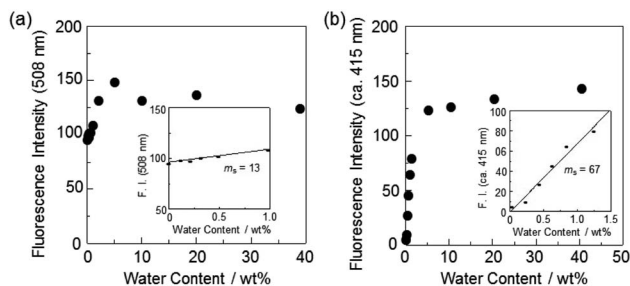 (a)
200
150
100
50
0
Fluorescence Intensity (508 nm)
0 10 20 30 40
Water Content / wt%
150
100
50
0
F. I. (508 nm)
mₛ = 13
0 0.5 1.0
Water Content / wt%
(b)
200
150
100
50
0
Fluorescence Intensity (ca. 415 nm)
0 10 20 30 40 50
Water Content / wt%
100
80
60
40
20
0
F. I. (ca. 415 nm)
mₛ = 67
0 0.5 1.0 1.5
Water Content / wt%